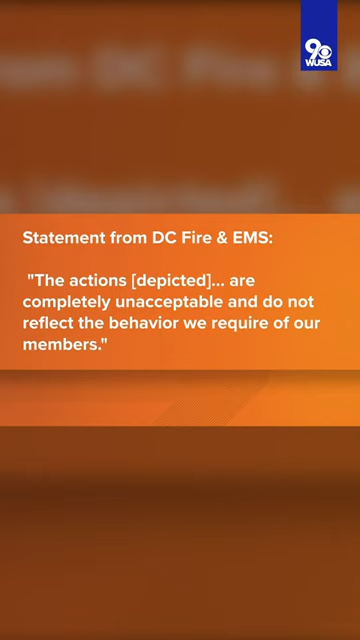 9
WUSA
Statement from DC Fire & EMS:
"The actions [depicted]... are
completely unacceptable and do not
reflect the behavior we require of our
members."